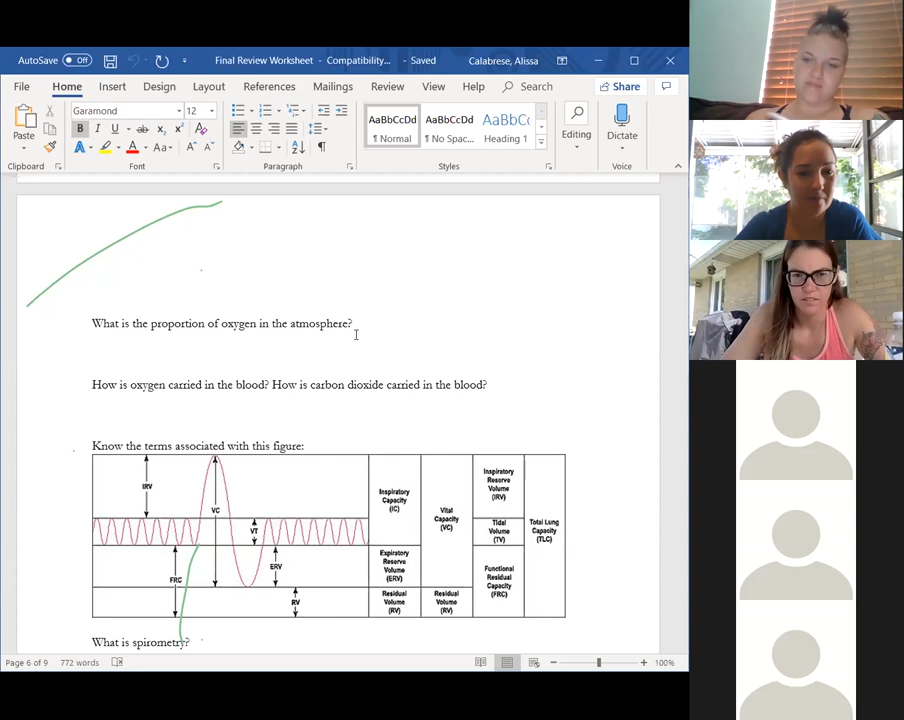 AutoSave Off Final Review Worksheet - Compatibility... - Saved Calabrese, Alissa
File Home Insert Draw Design Layout References Mailings Review View Help Search Share
Paste Garamond 12 AaBbCcDd AaBbCcDd AaBbCc Editing Dictate
B I U ab x₂ x² ¶ Normal ¶ No Spac... Heading 1
Clipboard Font Paragraph Styles Voice
What is the proportion of oxygen in the atmosphere?
How is oxygen carried in the blood? How is carbon dioxide carried in the blood?
Know the terms associated with this figure:
IRV
VC
VT
FRC
ERV
RV
Inspiratory Capacity (IC)
Expiratory Reserve Volume (ERV)
Residual Volume (RV)
Vital Capacity (VC)
Residual Volume (RV)
Inspiratory Reserve Volume (IRV)
Tidal Volume (TV)
Functional Residual Capacity (FRC)
Total Lung Capacity (TLC)
What is spirometry?
Page 6 of 9 772 words 100%